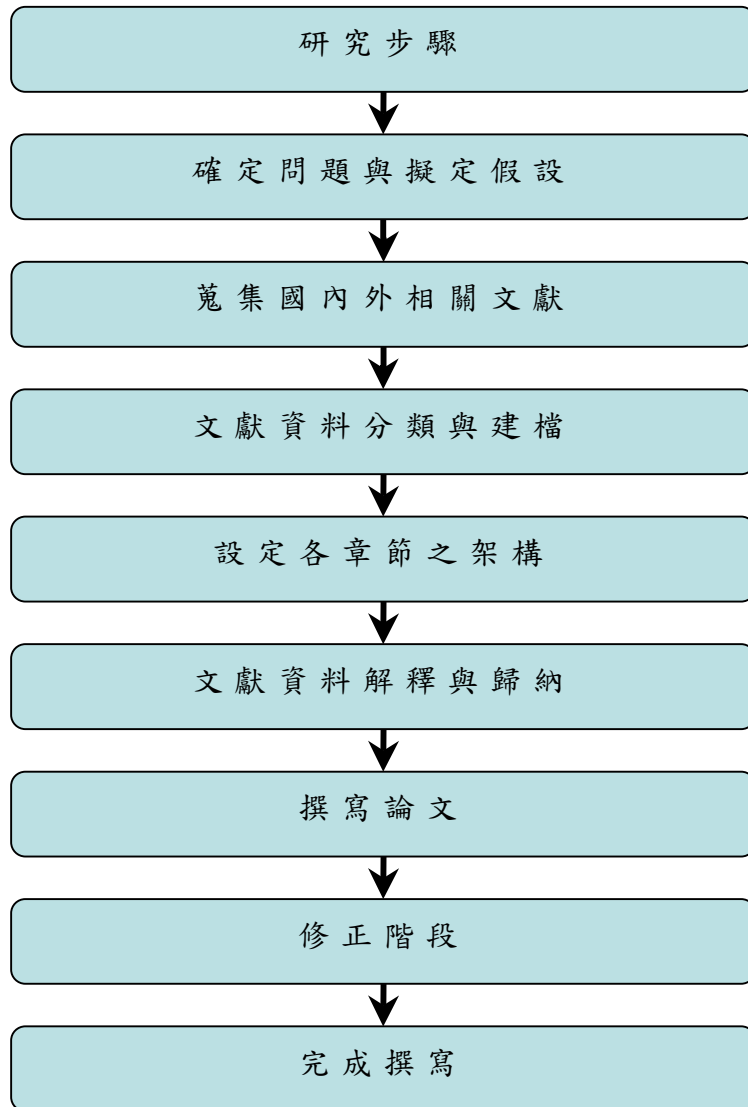 研究步驟
確定問題與擬定假設
蒐集國內外相關文獻
文獻資料分類與建檔
設定各章節之架構
文獻資料解釋與歸納
撰寫論文
修正階段
完成撰寫